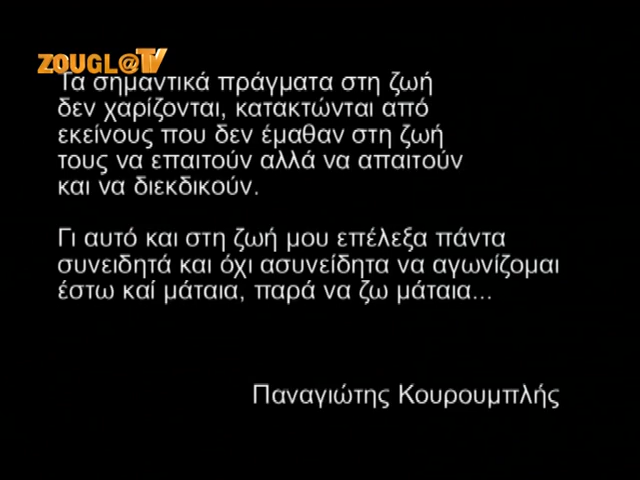 ZOUGL@TV
Τα σημαντικά πράγματα στη ζωή
δεν χαρίζονται, κατακτώνται από
εκείνους που δεν έμαθαν στη ζωή
τους να επαιτούν αλλά να απαιτούν
και να διεκδικούν.
Γι αυτό και στη ζωή μου επέλεξα πάντα
συνειδητά και όχι ασυνείδητα να αγωνίζομαι
έστω καί μάταια, παρά να ζω μάταια...
Παναγιώτης Κουρουμπλής